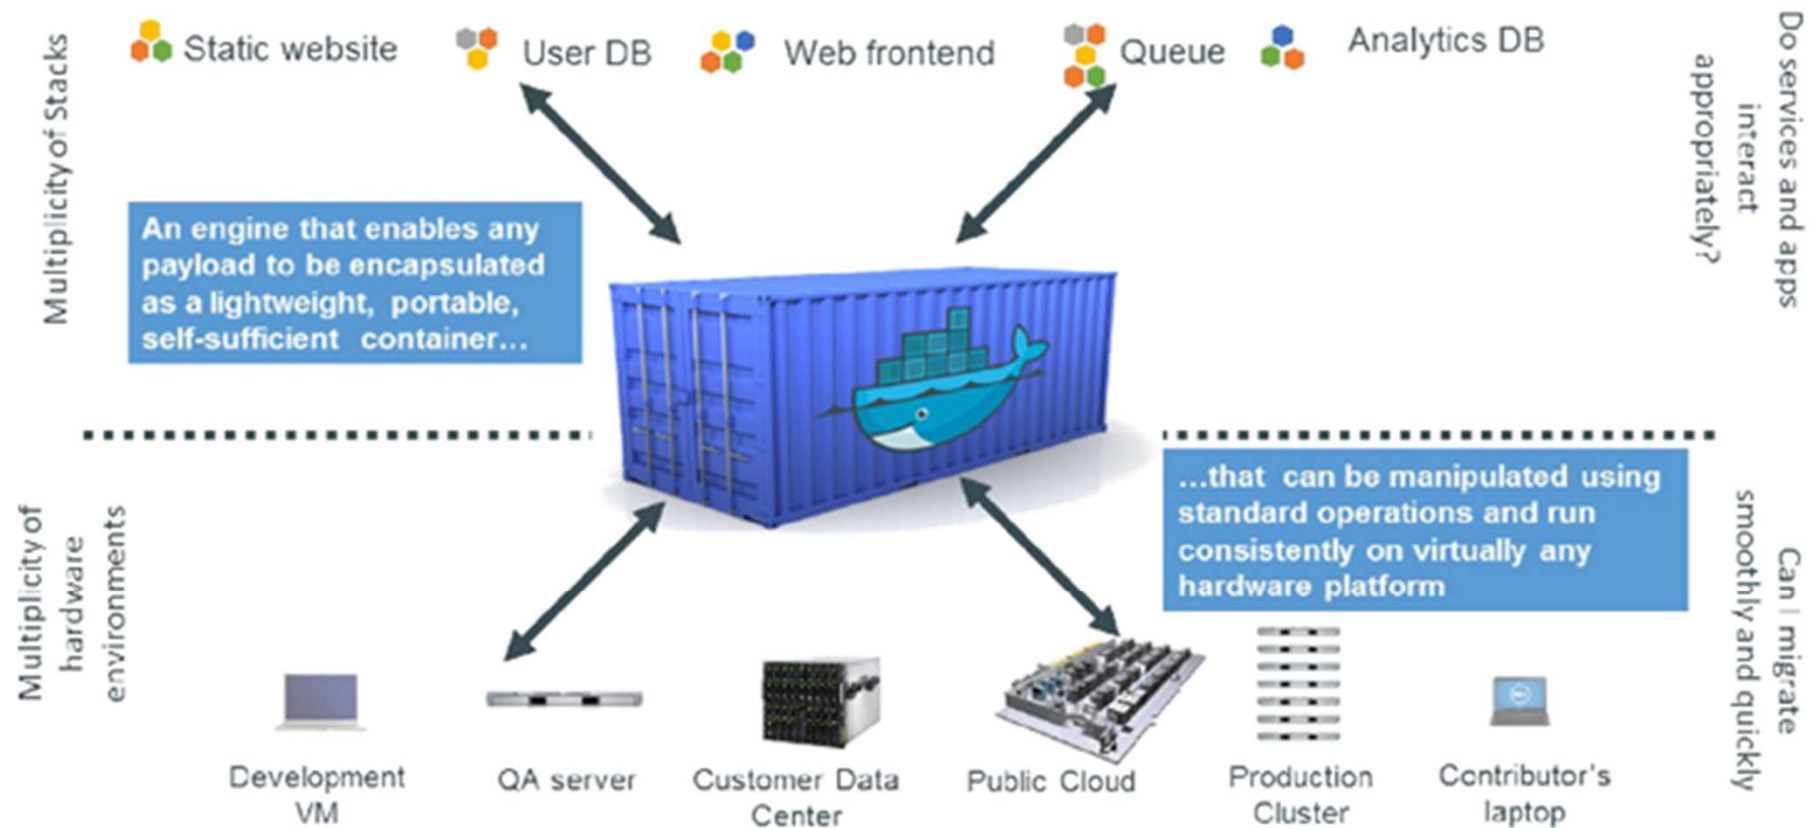 Static website
User DB
Web frontend
Queue
Analytics DB
Multiplicity of Stacks
Do services and apps
interact
appropriately?
An engine that enables any
payload to be encapsulated
as a lightweight, portable,
self-sufficient container...
...that can be manipulated using
standard operations and run
consistently on virtually any
hardware platform
Multiplicity of
hardware
environments
Can I migrate
smoothly and quickly
Development
VM
QA server
Customer Data
Center
Public Cloud
Production
Cluster
Contributor's
laptop